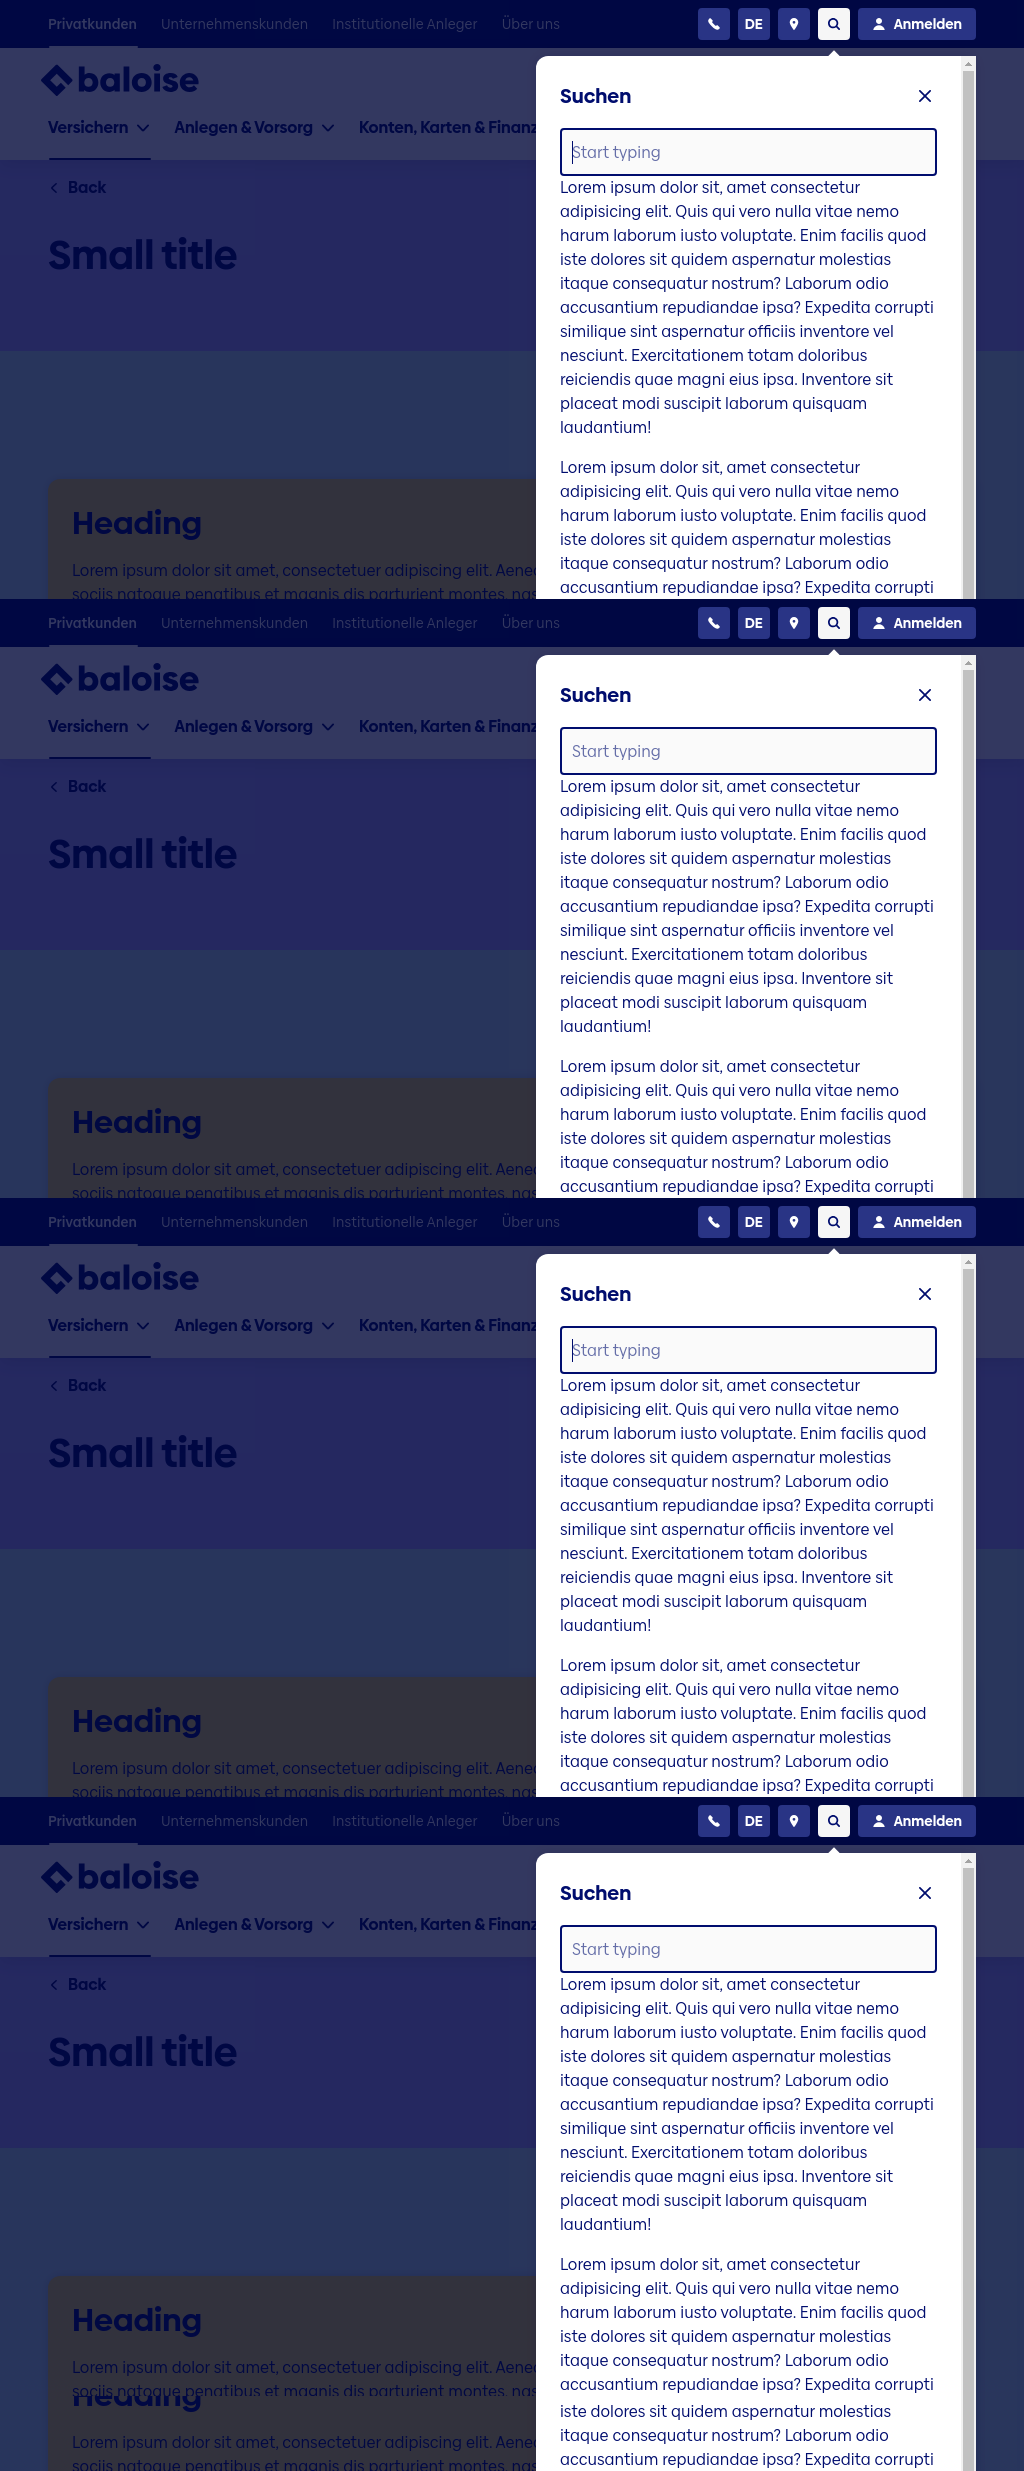 Privatkunden Unternehmenskunden Institutionelle Anleger Über uns DE Anmelden
baloise
Suchen
Versichern Anlegen & Vorsorg Konten, Karten & Finanz
Start typing
Back
Small title
Lorem ipsum dolor sit, amet consectetur
adipisicing elit. Quis qui vero nulla vitae nemo
harum laborum iusto voluptate. Enim facilis quod
iste dolores sit quidem aspernatur molestias
itaque consequatur nostrum? Laborum odio
accusantium repudiandae ipsa? Expedita corrupti
similique sint aspernatur officiis inventore vel
nesciunt. Exercitationem totam doloribus
reiciendis quae magni eius ipsa. Inventore sit
placeat modi suscipit laborum quisquam
laudantium!
Heading
Lorem ipsum dolor sit amet, consectetuer adipiscing elit. Aenec
sociis natoque penatibus et magnis dis parturient montes, nas
Lorem ipsum dolor sit, amet consectetur
adipisicing elit. Quis qui vero nulla vitae nemo
harum laborum iusto voluptate. Enim facilis quod
iste dolores sit quidem aspernatur molestias
itaque consequatur nostrum? Laborum odio
accusantium repudiandae ipsa? Expedita corrupti
Privatkunden Unternehmenskunden Institutionelle Anleger Über uns DE Anmelden
baloise
Suchen
Versichern Anlegen & Vorsorg Konten, Karten & Finanz
Start typing
Back
Small title
Lorem ipsum dolor sit, amet consectetur
adipisicing elit. Quis qui vero nulla vitae nemo
harum laborum iusto voluptate. Enim facilis quod
iste dolores sit quidem aspernatur molestias
itaque consequatur nostrum? Laborum odio
accusantium repudiandae ipsa? Expedita corrupti
similique sint aspernatur officiis inventore vel
nesciunt. Exercitationem totam doloribus
reiciendis quae magni eius ipsa. Inventore sit
placeat modi suscipit laborum quisquam
laudantium!
Heading
Lorem ipsum dolor sit amet, consectetuer adipiscing elit. Aenec
sociis natoque penatibus et magnis dis parturient montes, nas
Lorem ipsum dolor sit, amet consectetur
adipisicing elit. Quis qui vero nulla vitae nemo
harum laborum iusto voluptate. Enim facilis quod
iste dolores sit quidem aspernatur molestias
itaque consequatur nostrum? Laborum odio
accusantium repudiandae ipsa? Expedita corrupti
Privatkunden Unternehmenskunden Institutionelle Anleger Über uns DE Anmelden
baloise
Suchen
Versichern Anlegen & Vorsorg Konten, Karten & Finanz
Start typing
Back
Small title
Lorem ipsum dolor sit, amet consectetur
adipisicing elit. Quis qui vero nulla vitae nemo
harum laborum iusto voluptate. Enim facilis quod
iste dolores sit quidem aspernatur molestias
itaque consequatur nostrum? Laborum odio
accusantium repudiandae ipsa? Expedita corrupti
similique sint aspernatur officiis inventore vel
nesciunt. Exercitationem totam doloribus
reiciendis quae magni eius ipsa. Inventore sit
placeat modi suscipit laborum quisquam
laudantium!
Heading
Lorem ipsum dolor sit amet, consectetuer adipiscing elit. Aenec
sociis natoque penatibus et magnis dis parturient montes, nas
Lorem ipsum dolor sit, amet consectetur
adipisicing elit. Quis qui vero nulla vitae nemo
harum laborum iusto voluptate. Enim facilis quod
iste dolores sit quidem aspernatur molestias
itaque consequatur nostrum? Laborum odio
accusantium repudiandae ipsa? Expedita corrupti
Privatkunden Unternehmenskunden Institutionelle Anleger Über uns DE Anmelden
baloise
Suchen
Versichern Anlegen & Vorsorg Konten, Karten & Finanz
Start typing
Back
Small title
Lorem ipsum dolor sit, amet consectetur
adipisicing elit. Quis qui vero nulla vitae nemo
harum laborum iusto voluptate. Enim facilis quod
iste dolores sit quidem aspernatur molestias
itaque consequatur nostrum? Laborum odio
accusantium repudiandae ipsa? Expedita corrupti
similique sint aspernatur officiis inventore vel
nesciunt. Exercitationem totam doloribus
reiciendis quae magni eius ipsa. Inventore sit
placeat modi suscipit laborum quisquam
laudantium!
Heading
Lorem ipsum dolor sit amet, consectetuer adipiscing elit. Aenec
sociis natoque penatibus et magnis dis parturient montes, nas
Heading
Lorem ipsum dolor sit amet, consectetuer adipiscing elit. Aenec
sociis natoque penatibus et magnis dis parturient montes, nas
Lorem ipsum dolor sit, amet consectetur
adipisicing elit. Quis qui vero nulla vitae nemo
harum laborum iusto voluptate. Enim facilis quod
iste dolores sit quidem aspernatur molestias
itaque consequatur nostrum? Laborum odio
accusantium repudiandae ipsa? Expedita corrupti
iste dolores sit quidem aspernatur molestias
itaque consequatur nostrum? Laborum odio
accusantium repudiandae ipsa? Expedita corrupti